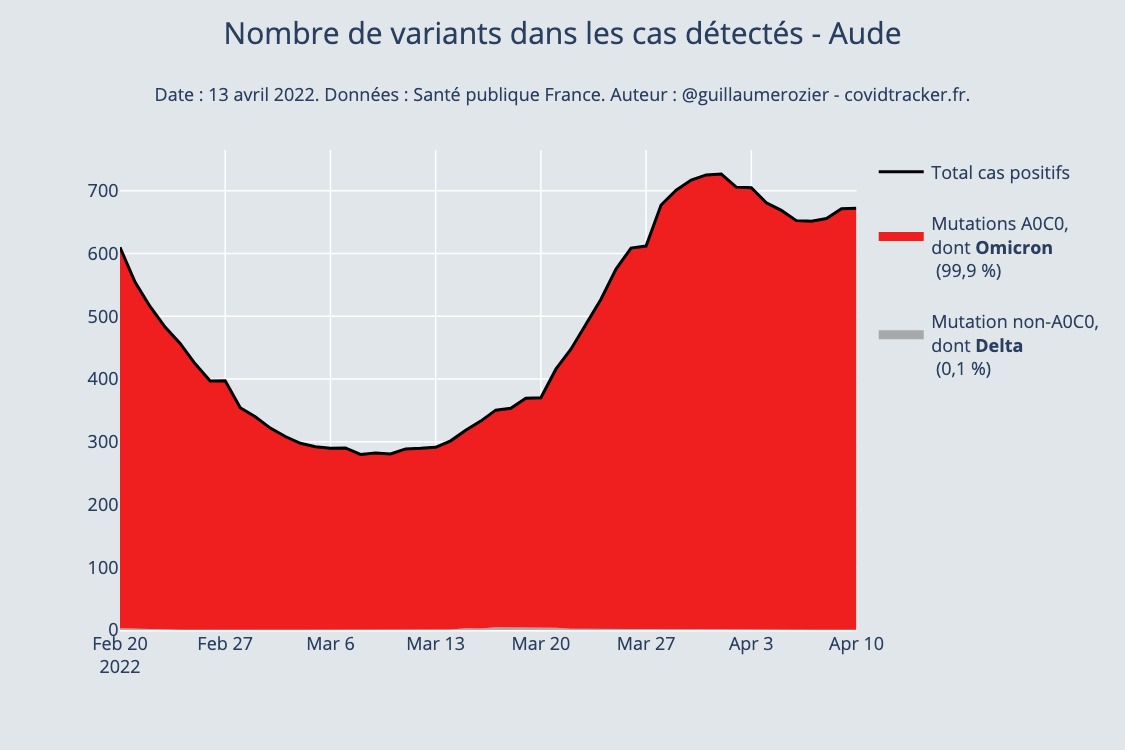 Nombre de variants dans les cas détectés - Aude
Date : 13 avril 2022. Données : Santé publique France. Auteur : @guillaumerozier - covidtracker.fr.
700
600
500
400
300
200
100
0
Feb 20 Feb 27 Mar 6 Mar 13 Mar 20 Mar 27 Apr 3 Apr 10
2022
Total cas positifs
Mutations A0C0,
dont Omicron
(99,9 %)
Mutation non-A0C0,
dont Delta
(0,1 %)